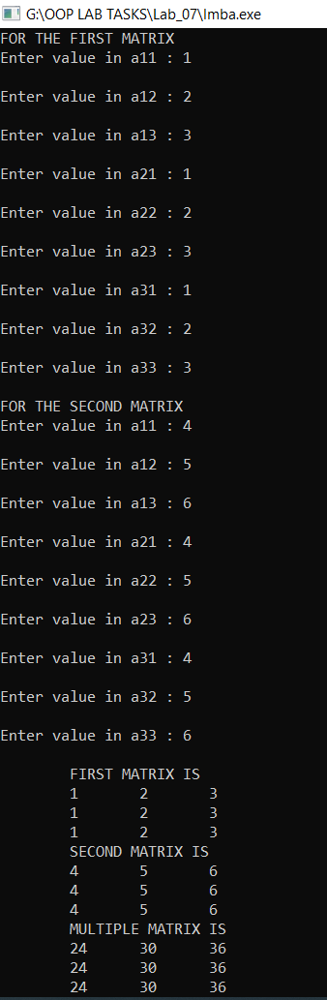 G:\OOP LAB TASKS\Lab_07\Imba.exe
FOR THE FIRST MATRIX
Enter value in a11 : 1
Enter value in a12 : 2
Enter value in a13 : 3
Enter value in a21 : 1
Enter value in a22 : 2
Enter value in a23 : 3
Enter value in a31 : 1
Enter value in a32 : 2
Enter value in a33 : 3
FOR THE SECOND MATRIX
Enter value in a11 : 4
Enter value in a12 : 5
Enter value in a13 : 6
Enter value in a21 : 4
Enter value in a22 : 5
Enter value in a23 : 6
Enter value in a31 : 4
Enter value in a32 : 5
Enter value in a33 : 6
FIRST MATRIX IS
1 2 3
1 2 3
1 2 3
SECOND MATRIX IS
4 5 6
4 5 6
4 5 6
MULTIPLE MATRIX IS
24 30 36
24 30 36
24 30 36